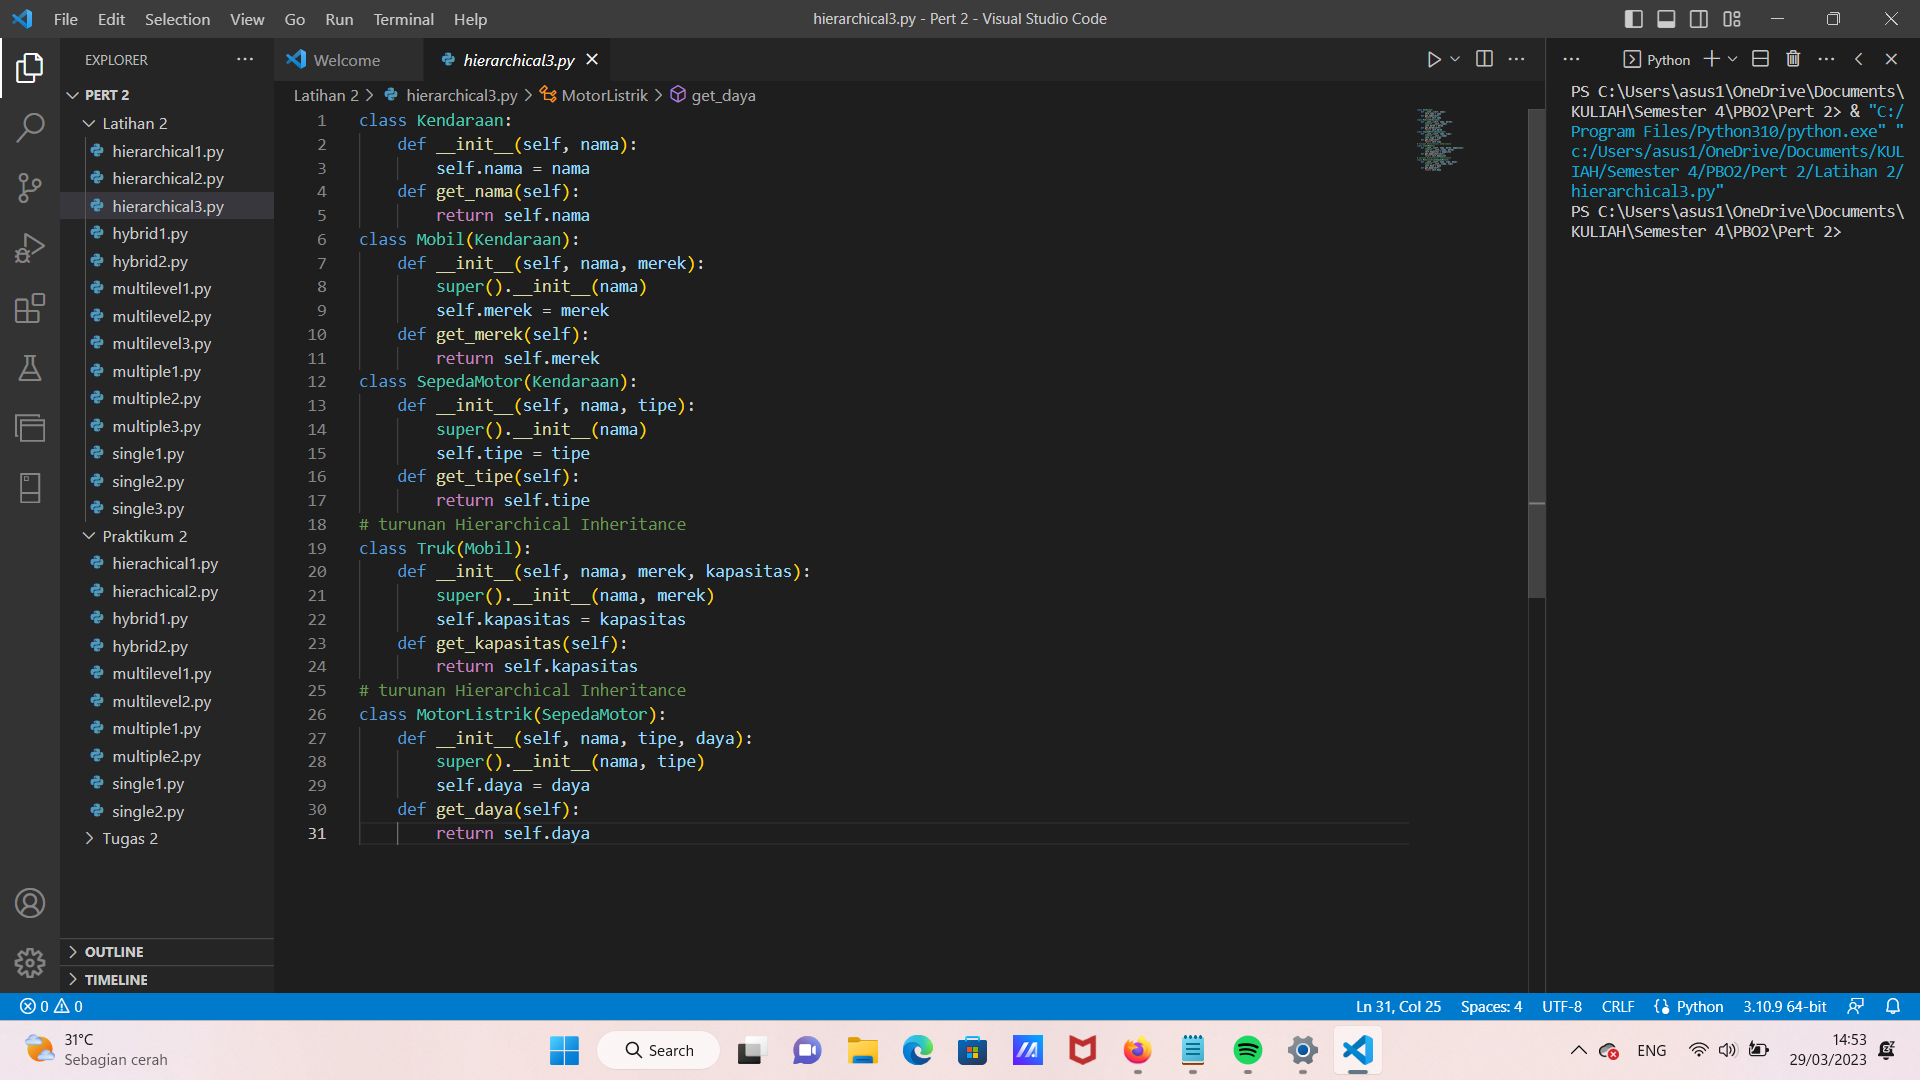 File Edit Selection View Go Run Terminal Help
hierarchical3.py - Pert 2 - Visual Studio Code
EXPLORER
PERT 2
Latihan 2
hierarchical1.py
hierarchical2.py
hierarchical3.py
hybrid1.py
hybrid2.py
multilevel1.py
multilevel2.py
multilevel3.py
multiple1.py
multiple2.py
multiple3.py
single1.py
single2.py
single3.py
Praktikum 2
hierachical1.py
hierachical2.py
hybrid1.py
hybrid2.py
multilevel1.py
multilevel2.py
multiple1.py
multiple2.py
single1.py
single2.py
Tugas 2
OUTLINE
TIMELINE
Welcome
hierarchical3.py
Latihan 2 > hierarchical3.py > MotorListrik > get_daya
1 class Kendaraan:
2     def __init__(self, nama):
3         self.nama = nama
4     def get_nama(self):
5         return self.nama
6 class Mobil(Kendaraan):
7     def __init__(self, nama, merek):
8         super().__init__(nama)
9         self.merek = merek
10     def get_merek(self):
11         return self.merek
12 class SepedaMotor(Kendaraan):
13     def __init__(self, nama, tipe):
14         super().__init__(nama)
15         self.tipe = tipe
16     def get_tipe(self):
17         return self.tipe
18 # turunan Hierarchical Inheritance
19 class Truk(Mobil):
20     def __init__(self, nama, merek, kapasitas):
21         super().__init__(nama, merek)
22         self.kapasitas = kapasitas
23     def get_kapasitas(self):
24         return self.kapasitas
25 # turunan Hierarchical Inheritance
26 class MotorListrik(SepedaMotor):
27     def __init__(self, nama, tipe, daya):
28         super().__init__(nama, tipe)
29         self.daya = daya
30     def get_daya(self):
31         return self.daya
Python
PS C:\Users\asus1\OneDrive\Documents\
KULIAH\Semester 4\PBO2\Pert 2> & "C:/
Program Files/Python310/python.exe" "
c:/Users/asus1/OneDrive/Documents/KUL
IAH/Semester 4/PBO2/Pert 2/Latihan 2/
hierarchical3.py"
PS C:\Users\asus1\OneDrive\Documents\
KULIAH\Semester 4\PBO2\Pert 2>
0 0
Ln 31, Col 25 Spaces: 4 UTF-8 CRLF Python 3.10.9 64-bit
31°C
Sebagian cerah
Search
ENG
14:53
29/03/2023